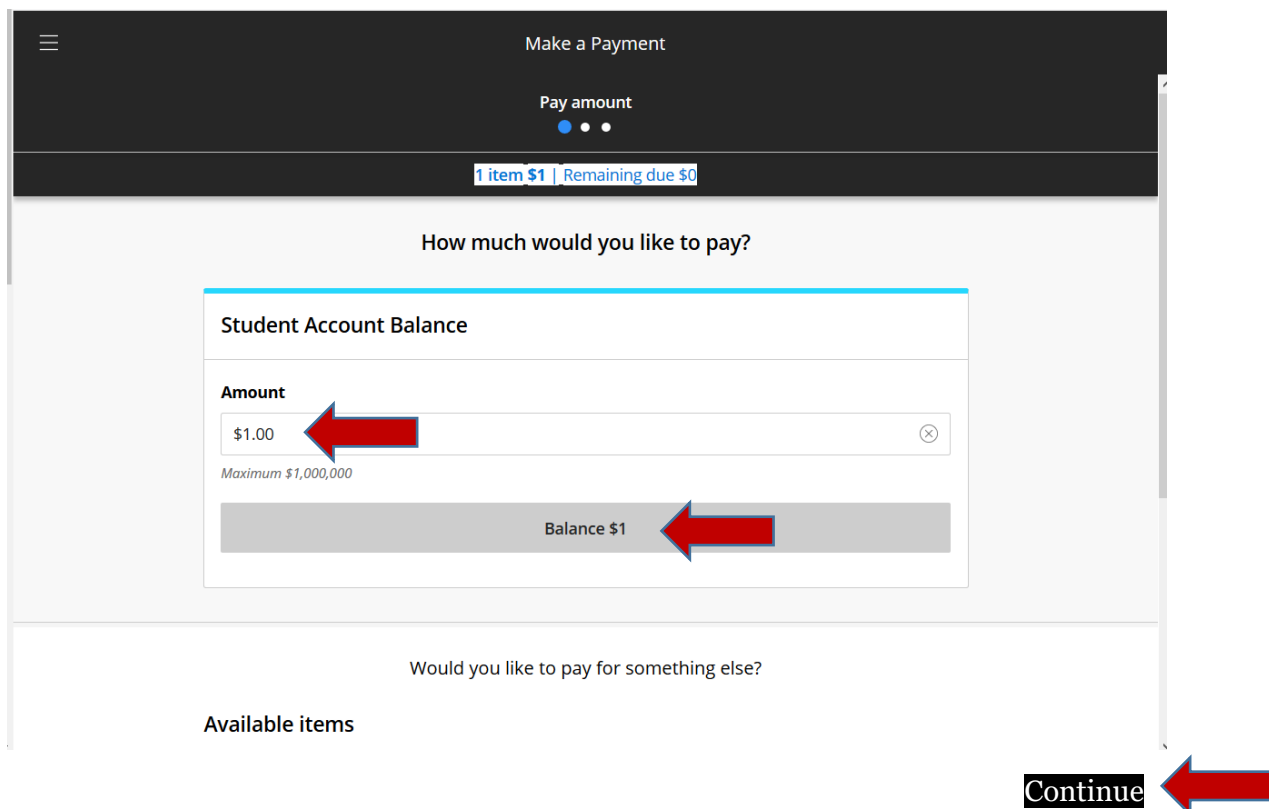 Make a Payment
Pay amount
1 item $1 | Remaining due $0
How much would you like to pay?
Student Account Balance
Amount
$1.00
Maximum $1,000,000
Balance $1
Would you like to pay for something else?
Available items
Continue